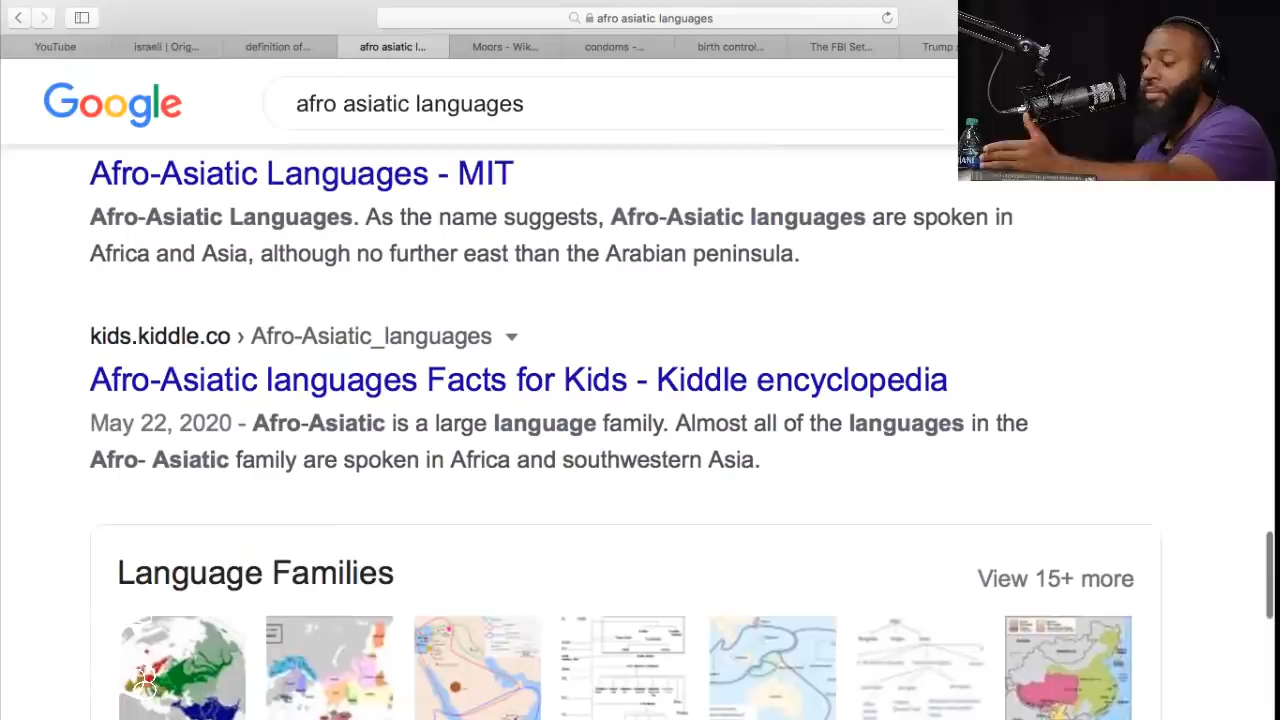 afro asiatic languages
YouTube
israeli | Orig...
definition of...
afro asiatic l...
Moors - Wik...
condoms -...
birth control...
The FBI Set...
Trump
Google
afro asiatic languages
Afro-Asiatic Languages - MIT
Afro-Asiatic Languages. As the name suggests, Afro-Asiatic languages are spoken in
Africa and Asia, although no further east than the Arabian peninsula.
kids.kiddle.co › Afro-Asiatic_languages
Afro-Asiatic languages Facts for Kids - Kiddle encyclopedia
May 22, 2020 - Afro-Asiatic is a large language family. Almost all of the languages in the
Afro- Asiatic family are spoken in Africa and southwestern Asia.
Language Families
View 15+ more